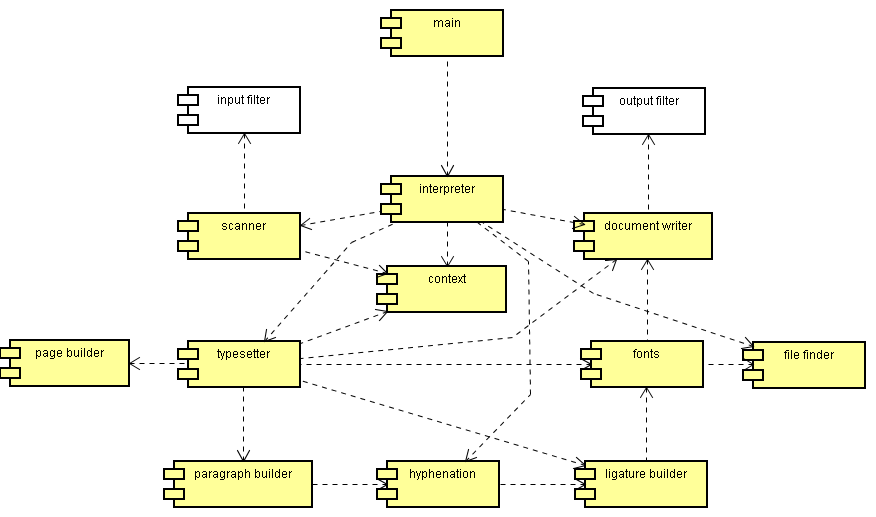 main
input filter
output filter
interpreter
scanner
document writer
context
page builder
typesetter
fonts
file finder
paragraph builder
hyphenation
ligature builder